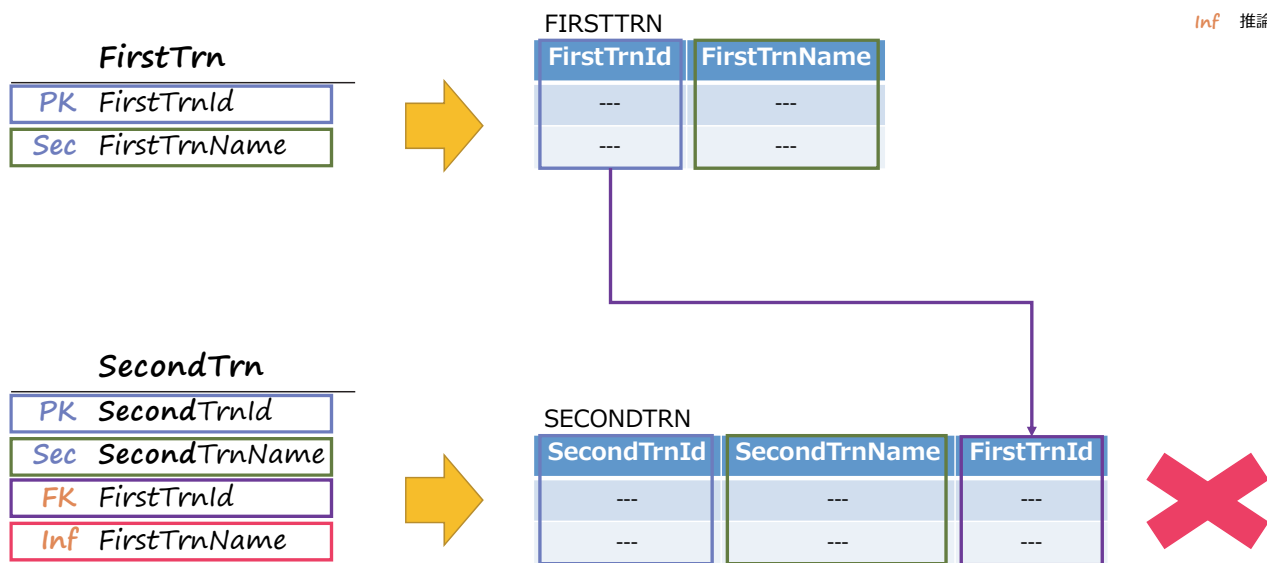 Inf 推論
FirstTrn
PK FirstTrnId
Sec FirstTrnName
FIRSTTRN
FirstTrnId FirstTrnName
--- ---
--- ---
SecondTrn
PK SecondTrnId
Sec SecondTrnName
FK FirstTrnId
Inf FirstTrnName
SECONDTRN
SecondTrnId SecondTrnName FirstTrnId
--- --- ---
--- --- ---